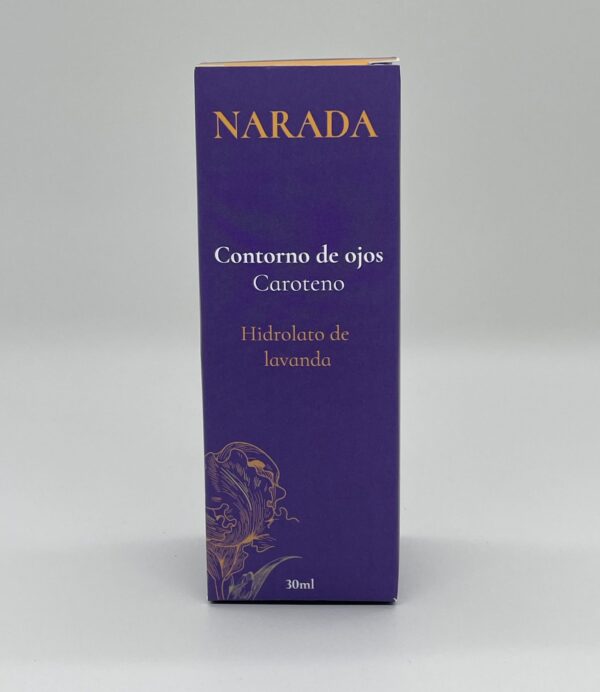 NARADA
Contorno de ojos
Caroteno
Hidrolato de
lavanda
30ml